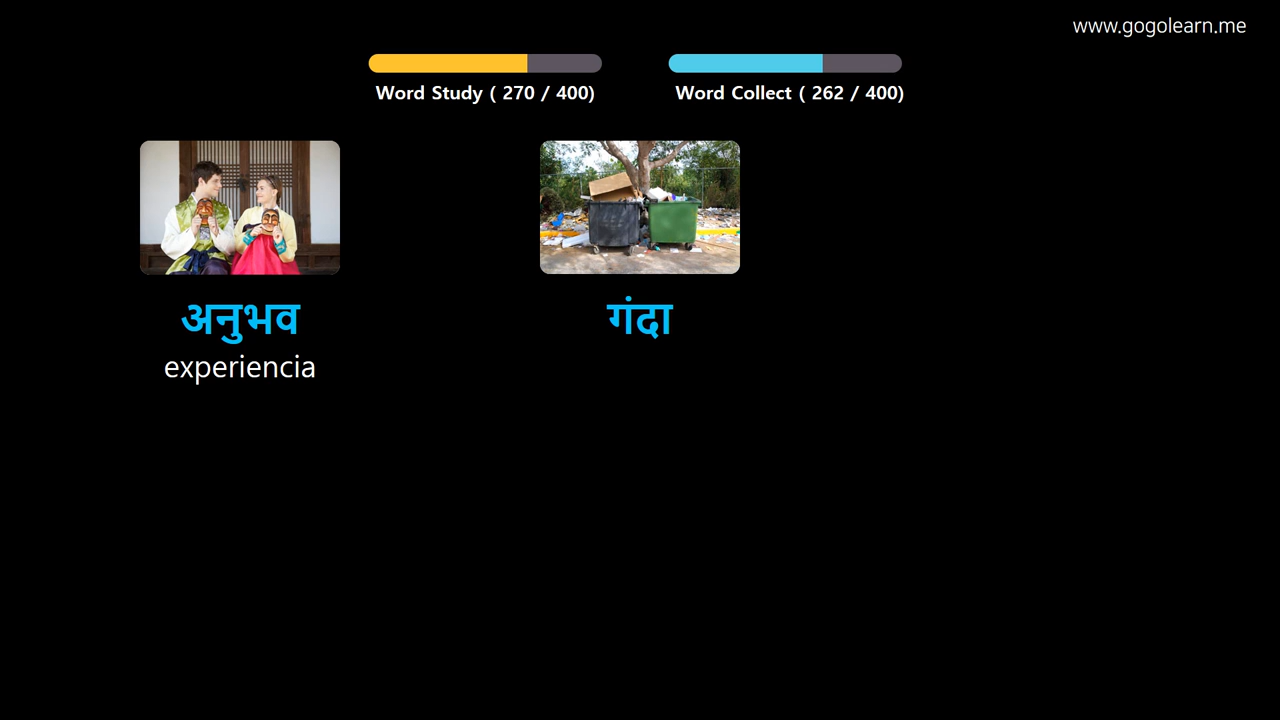 www.gogolearn.me
Word Study ( 270 / 400)
Word Collect ( 262 / 400)
अनुभव
experiencia
गंदा